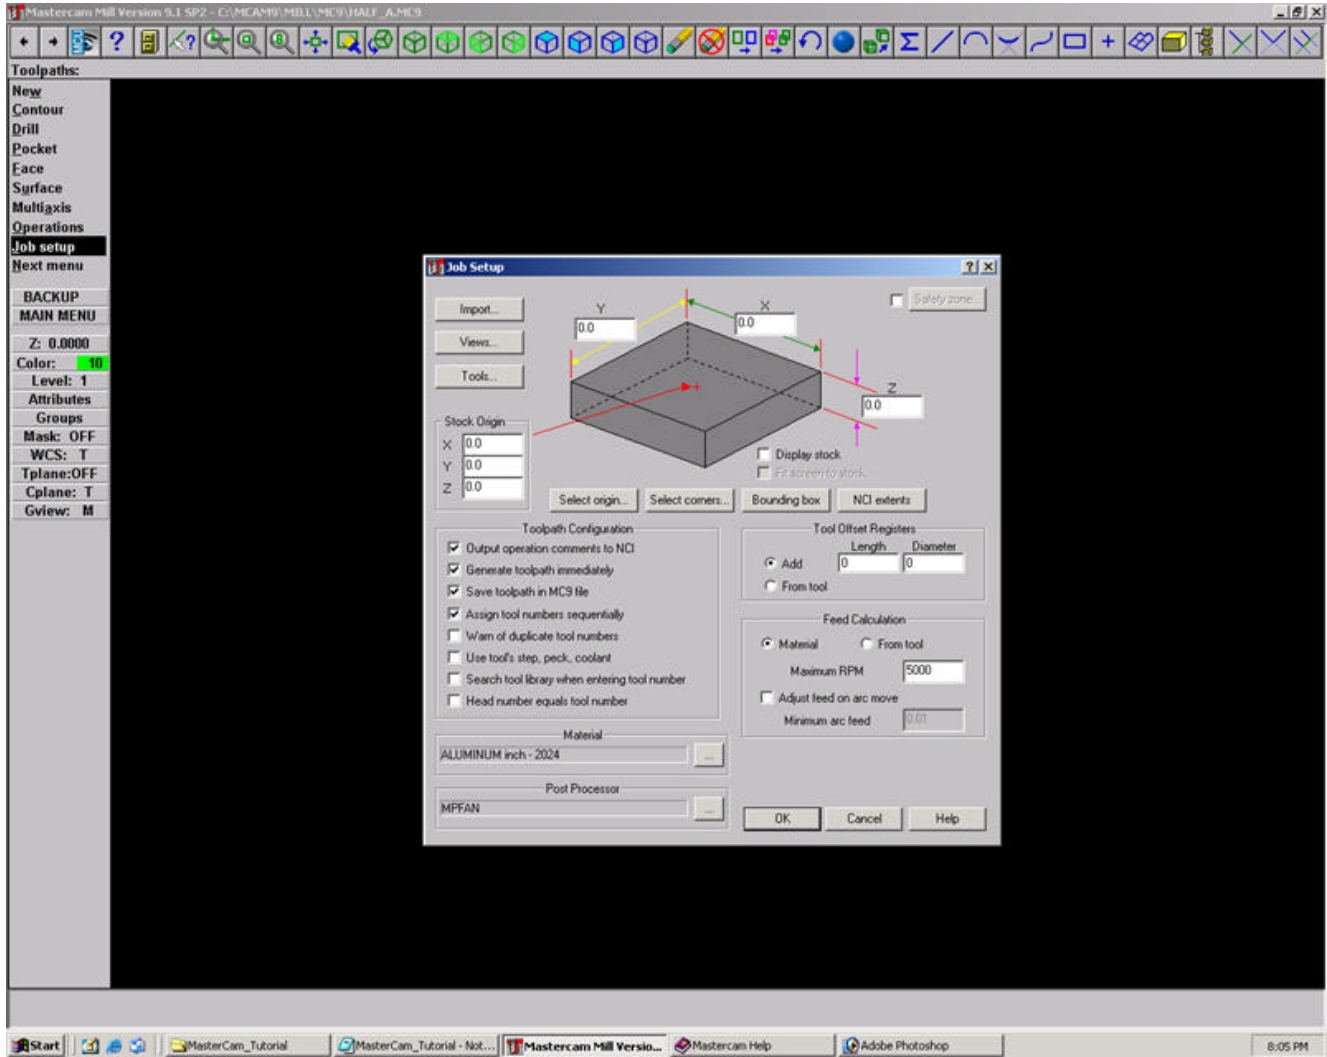 Mastercam Mill Version 9.1 SP2 - C:\MCAM9\MILL\MC9\HALF_A.MC9
Toolpaths:
New
Contour
Drill
Pocket
Face
Surface
Multiaxis
Operations
Job setup
Next menu
BACKUP
MAIN MENU
Z: 0.0000
Color: 10
Level: 1
Attributes
Groups
Mask: OFF
WCS: T
Tplane:OFF
Cplane: T
Gview: M
Job Setup
Import...
Views...
Tools...
Y
0.0
X
0.0
Z
0.0
Safety zone...
Stock Origin
X 0.0
Y 0.0
Z 0.0
Display stock
Fit screen to stock
Select origin...
Select corners...
Bounding box
NCI extents
Toolpath Configuration
Output operation comments to NCI
Generate toolpath immediately
Save toolpath in MC9 file
Assign tool numbers sequentially
Warn of duplicate tool numbers
Use tool's step, peck, coolant
Search tool library when entering tool number
Head number equals tool number
Tool Offset Registers
Length Diameter
Add 0 0
From tool
Feed Calculation
Material From tool
Maximum RPM 5000
Adjust feed on arc move
Minimum arc feed 0.01
Material
ALUMINUM inch - 2024 ...
Post Processor
MPFAN ...
OK Cancel Help
Start MasterCam_Tutorial MasterCam_Tutorial - Not... Mastercam Mill Versio... Mastercam Help Adobe Photoshop 8:05 PM